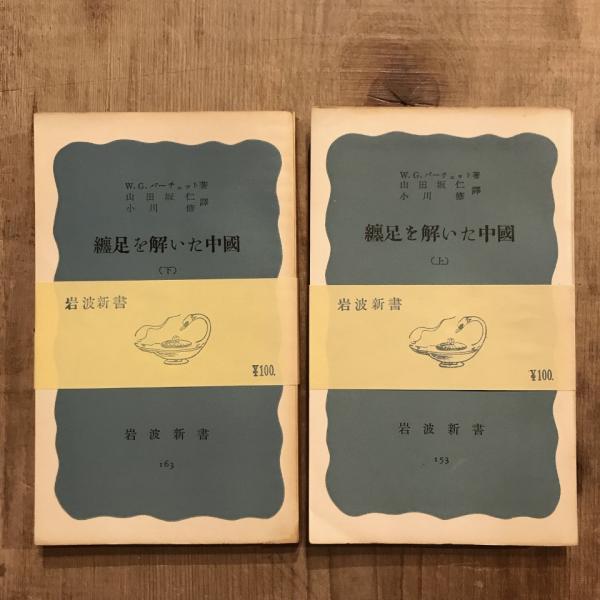 W.G.バーチェット著
山田坂仁
小川修譯
纏足を解いた中國
(下)
岩波新書
¥100.
岩波新書
163
W.G.バーチェット著
山田坂仁
小川修譯
纏足を解いた中國
(上)
岩波新書
¥100.
岩波新書
153